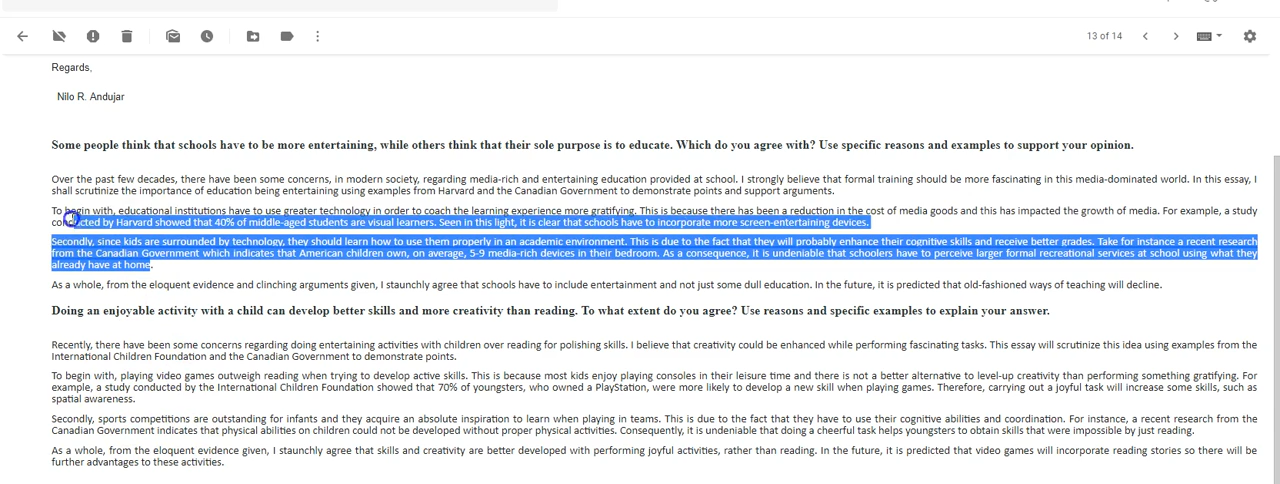 13 of 14
Regards,
Nilo R. Andujar
Some people think that schools have to be more entertaining, while others think that their sole purpose is to educate. Which do you agree with? Use specific reasons and examples to support your opinion.
Over the past few decades, there have been some concerns, in modern society, regarding media-rich and entertaining education provided at school. I strongly believe that formal training should be more fascinating in this media-dominated world. In this essay, I
shall scrutinize the importance of education being entertaining using examples from Harvard and the Canadian Government to demonstrate points and support arguments.
To begin with, educational institutions have to use greater technology in order to coach the learning experience more gratifying. This is because there has been a reduction in the cost of media goods and this has impacted the growth of media. For example, a study
conducted by Harvard showed that 40% of middle-aged students are visual learners. Seen in this light, it is clear that schools have to incorporate more screen-entertaining devices.
Secondly, since kids are surrounded by technology, they should learn how to use them properly in an academic environment. This is due to the fact that they will probably enhance their cognitive skills and receive better grades. Take for instance a recent research
from the Canadian Government which indicates that American children own, on average, 5-9 media-rich devices in their bedroom. As a consequence, it is undeniable that schoolers have to perceive larger formal recreational services at school using what they
already have at home.
As a whole, from the eloquent evidence and clinching arguments given, I staunchly agree that schools have to include entertainment and not just some dull education. In the future, it is predicted that old-fashioned ways of teaching will decline.
Doing an enjoyable activity with a child can develop better skills and more creativity than reading. To what extent do you agree? Use reasons and specific examples to explain your answer.
Recently, there have been some concerns regarding doing entertaining activities with children over reading for polishing skills. I believe that creativity could be enhanced while performing fascinating tasks. This essay will scrutinize this idea using examples from the
International Children Foundation and the Canadian Government to demonstrate points.
To begin with, playing video games outweigh reading when trying to develop active skills. This is because most kids enjoy playing consoles in their leisure time and there is not a better alternative to level-up creativity than performing something gratifying. For
example, a study conducted by the International Children Foundation showed that 70% of youngsters, who owned a PlayStation, were more likely to develop a new skill when playing games. Therefore, carrying out a joyful task will increase some skills, such as
spatial awareness.
Secondly, sports competitions are outstanding for infants and they acquire an absolute inspiration to learn when playing in teams. This is due to the fact that they have to use their cognitive abilities and coordination. For instance, a recent research from the
Canadian Government indicates that physical abilities on children could not be developed without proper physical activities. Consequently, it is undeniable that doing a cheerful task helps youngsters to obtain skills that were impossible by just reading.
As a whole, from the eloquent evidence given, I staunchly agree that skills and creativity are better developed with performing joyful activities, rather than reading. In the future, it is predicted that video games will incorporate reading stories so there will be
further advantages to these activities.